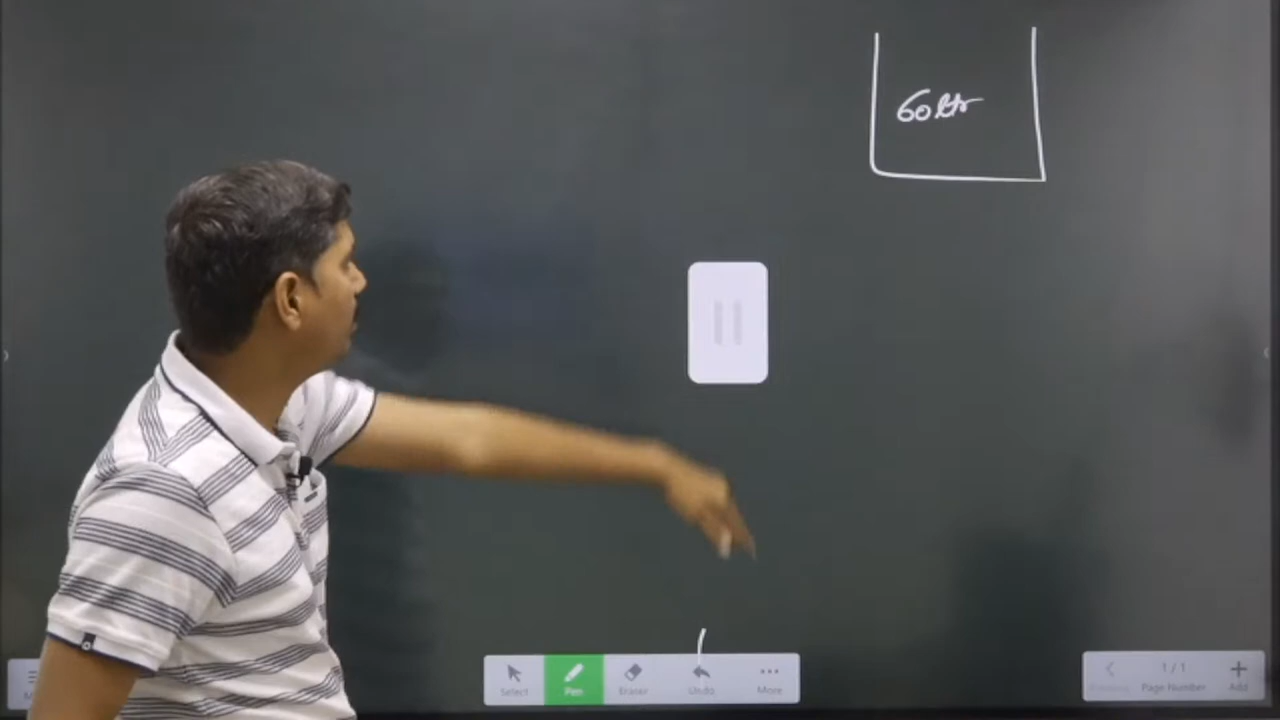 60 ltr
Select
Pen
Eraser
Undo
More
1/1
Page Number
Add